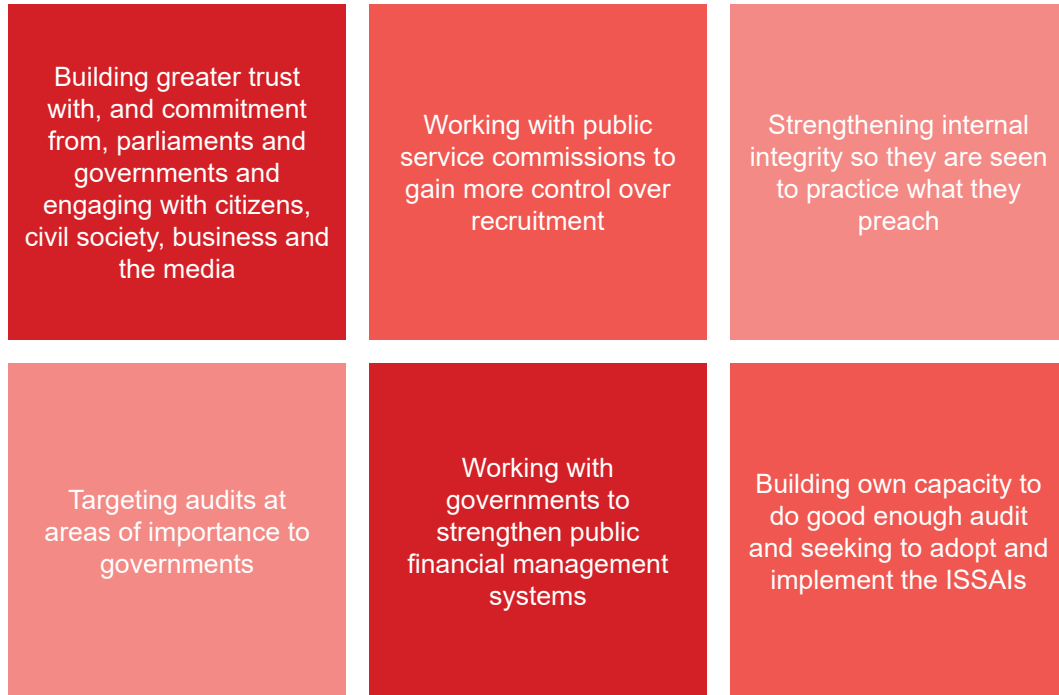 Building greater trust
with, and commitment
from, parliaments and
governments and
engaging with citizens,
civil society, business and
the media
Working with public
service commissions to
gain more control over
recruitment
Strengthening internal
integrity so they are seen
to practice what they
preach
Targeting audits at
areas of importance to
governments
Working with
governments to
strengthen public
financial management
systems
Building own capacity to
do good enough audit
and seeking to adopt and
implement the ISSAIs